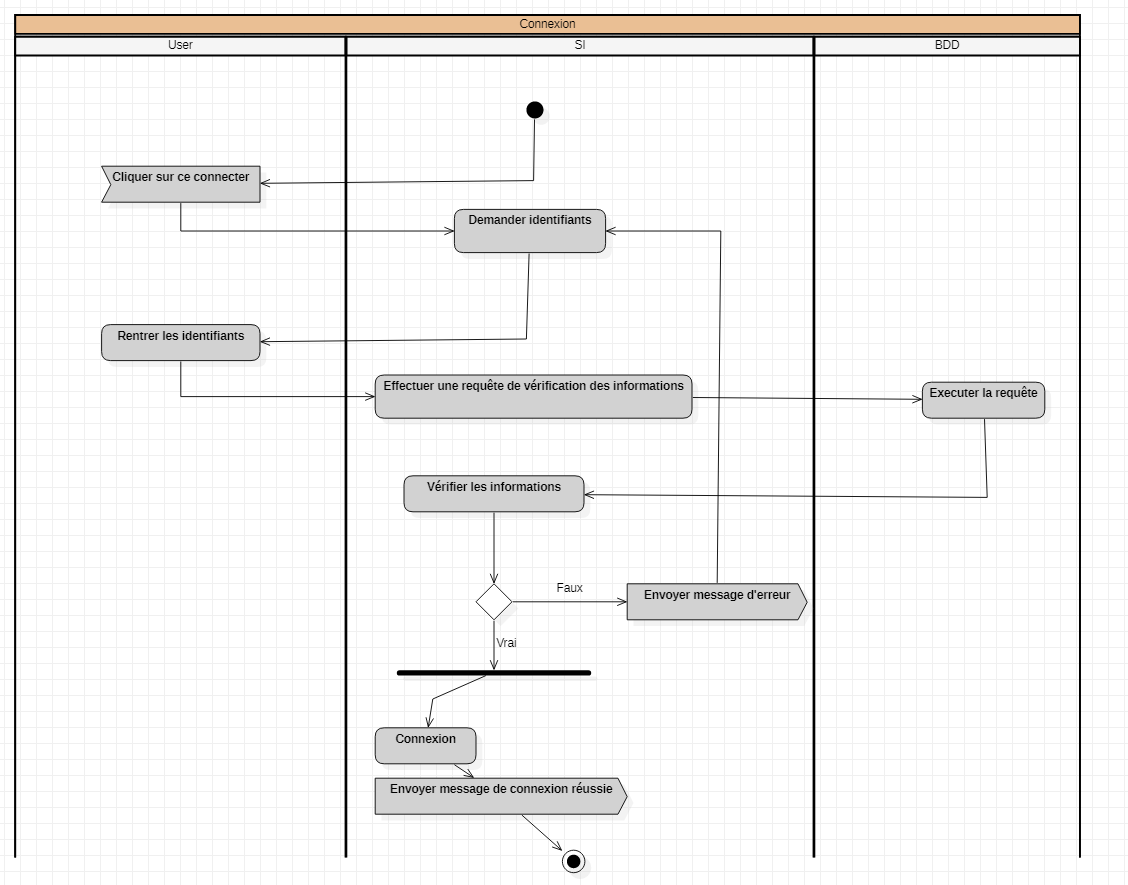 Connexion
User
SI
BDD
Cliquer sur ce connecter
Demander identifiants
Rentrer les identifiants
Effectuer une requête de vérification des informations
Executer la requête
Vérifier les informations
Faux
Envoyer message d'erreur
Vrai
Connexion
Envoyer message de connexion réussie